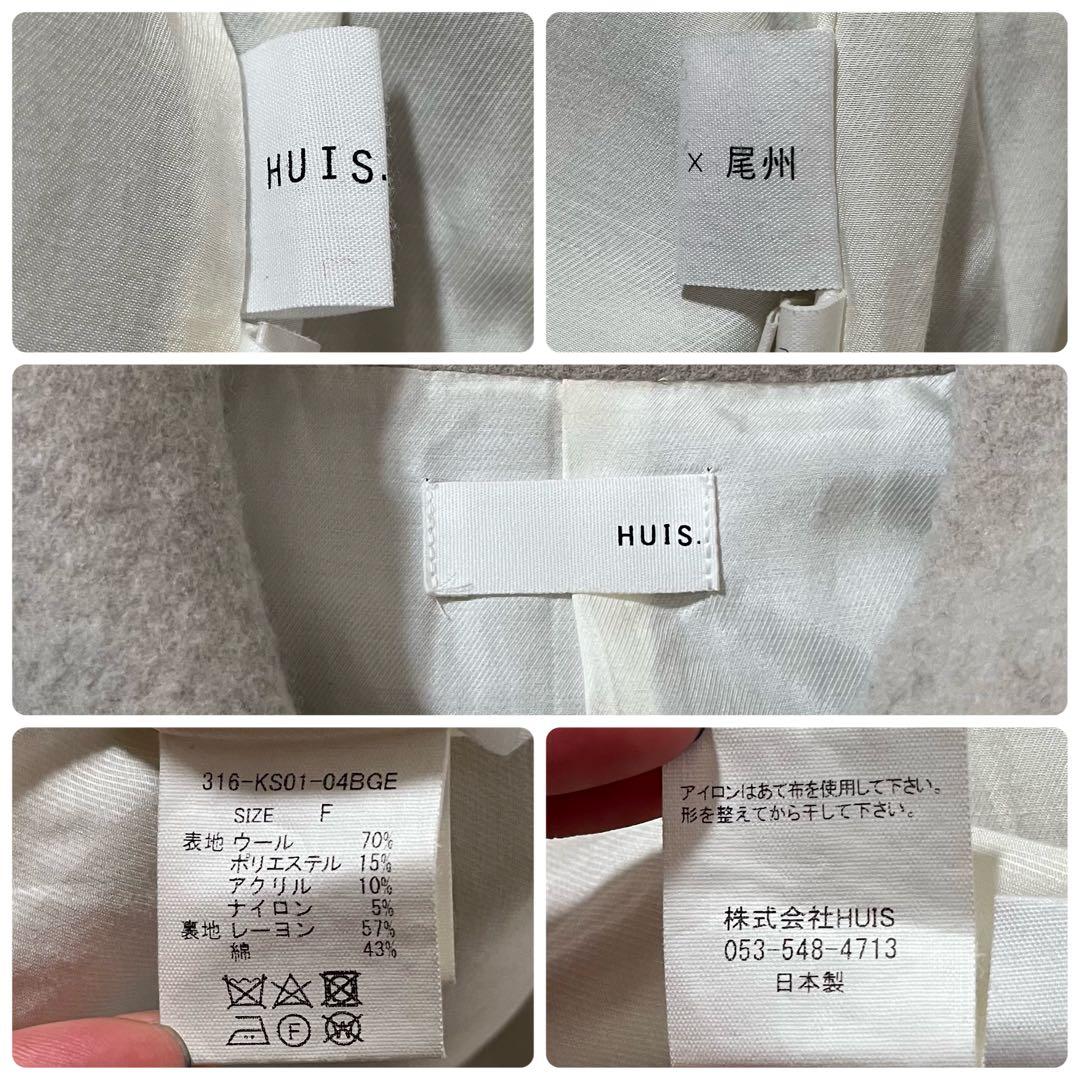 HUIS.
× 尾州
HUIS.
316-KS01-04BGE
SIZE F
表地 ウール 70%
ポリエステル 15%
アクリル 10%
ナイロン 5%
裏地 レーヨン 57%
綿 43%
F
W
アイロンはあて布を使用して下さい。
形を整えてから干して下さい。
株式会社HUIS
053-548-4713
日本製